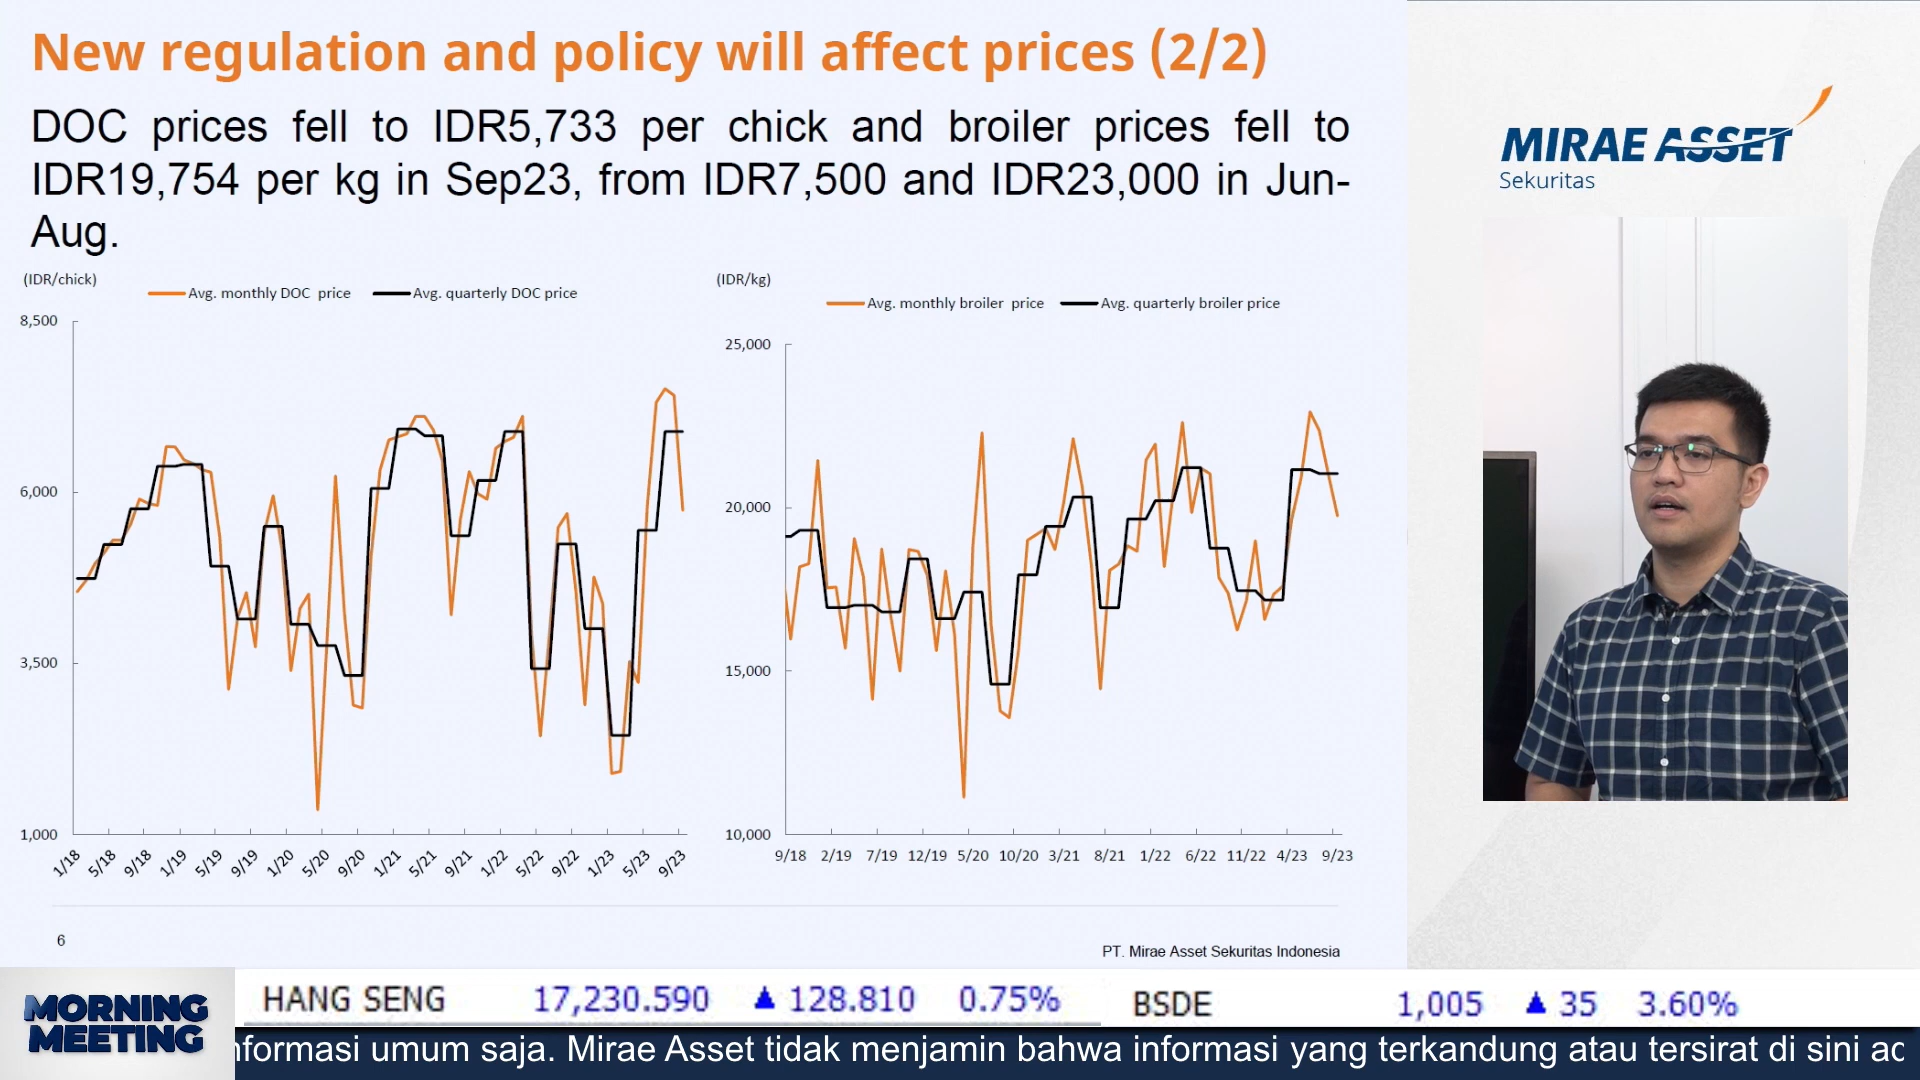 New regulation and policy will affect prices (2/2)
DOC prices fell to IDR5,733 per chick and broiler prices fell to
IDR19,754 per kg in Sep23, from IDR7,500 and IDR23,000 in Jun-
Aug.
(IDR/chick)
Avg. monthly DOC price
Avg. quarterly DOC price
8,500
6,000
3,500
1,000
1/18 5/18 9/18 1/19 5/19 9/19 1/20 5/20 9/20 1/21 5/21 9/21 1/22 5/22 9/22 1/23 5/23 9/23
(IDR/kg)
Avg. monthly broiler price
Avg. quarterly broiler price
25,000
20,000
15,000
10,000
9/18 2/19 7/19 12/19 5/20 10/20 3/21 8/21 1/22 6/22 11/22 4/23 9/23
6
PT. Mirae Asset Sekuritas Indonesia
MIRAE ASSET
Sekuritas
MORNING
MEETING
HANG SENG 17,230.590 ▲ 128.810 0.75% BSDE 1,005 ▲ 35 3.60%
nformasi umum saja. Mirae Asset tidak menjamin bahwa informasi yang terkandung atau tersirat di sini